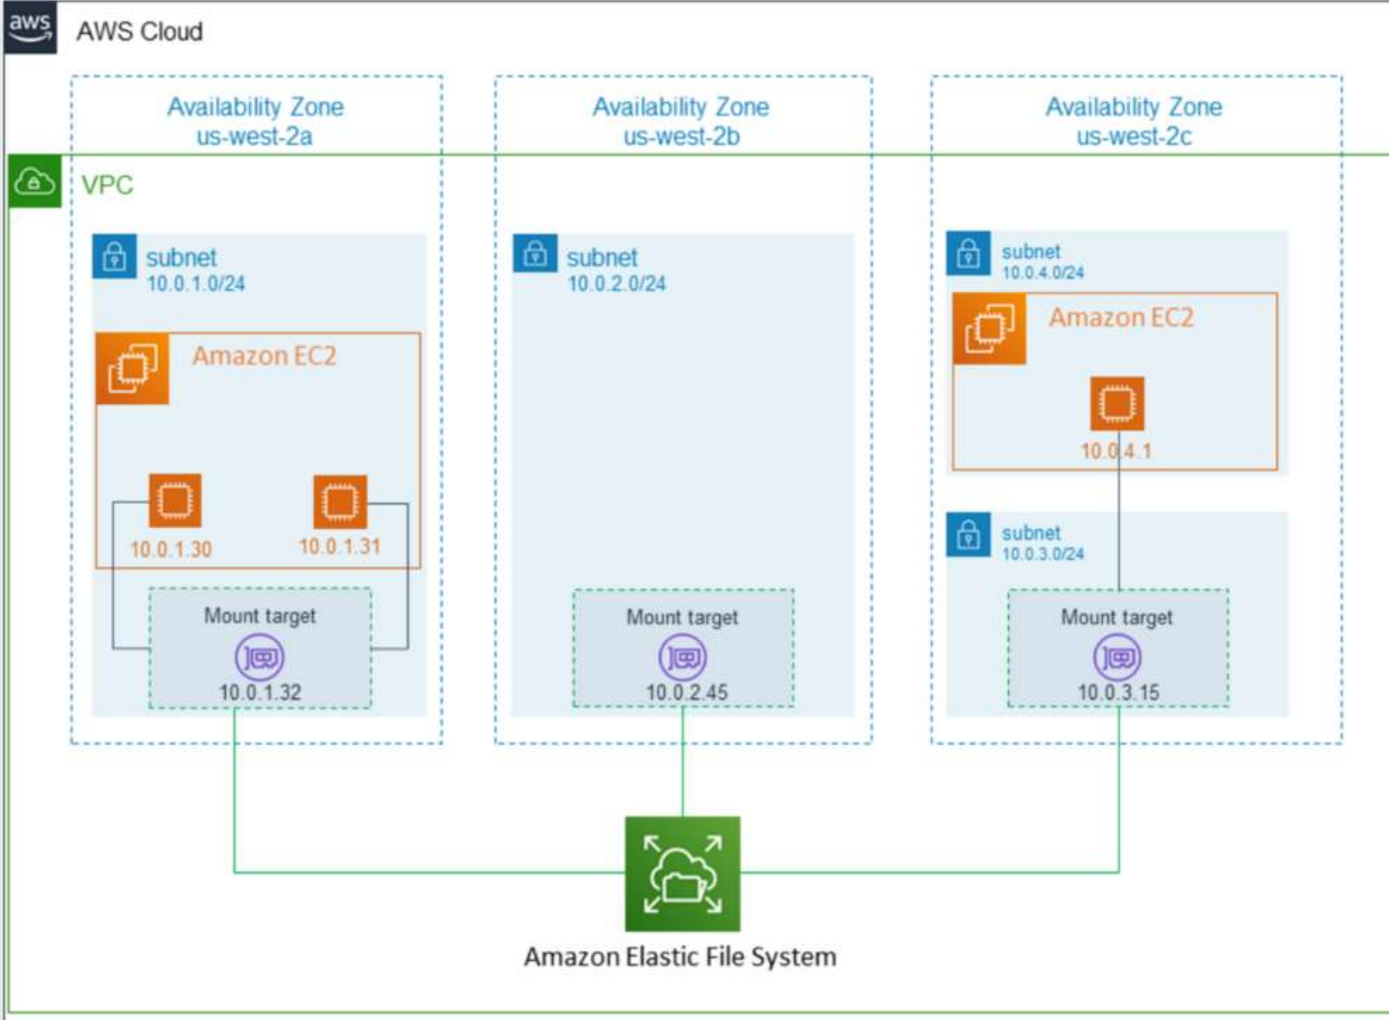 aws
AWS Cloud
Availability Zone
us-west-2a
Availability Zone
us-west-2b
Availability Zone
us-west-2c
VPC
subnet
10.0.1.0/24
Amazon EC2
10.0.1.30
10.0.1.31
Mount target
10.0.1.32
subnet
10.0.2.0/24
Mount target
10.0.2.45
subnet
10.0.4.0/24
Amazon EC2
10.0.4.1
subnet
10.0.3.0/24
Mount target
10.0.3.15
Amazon Elastic File System